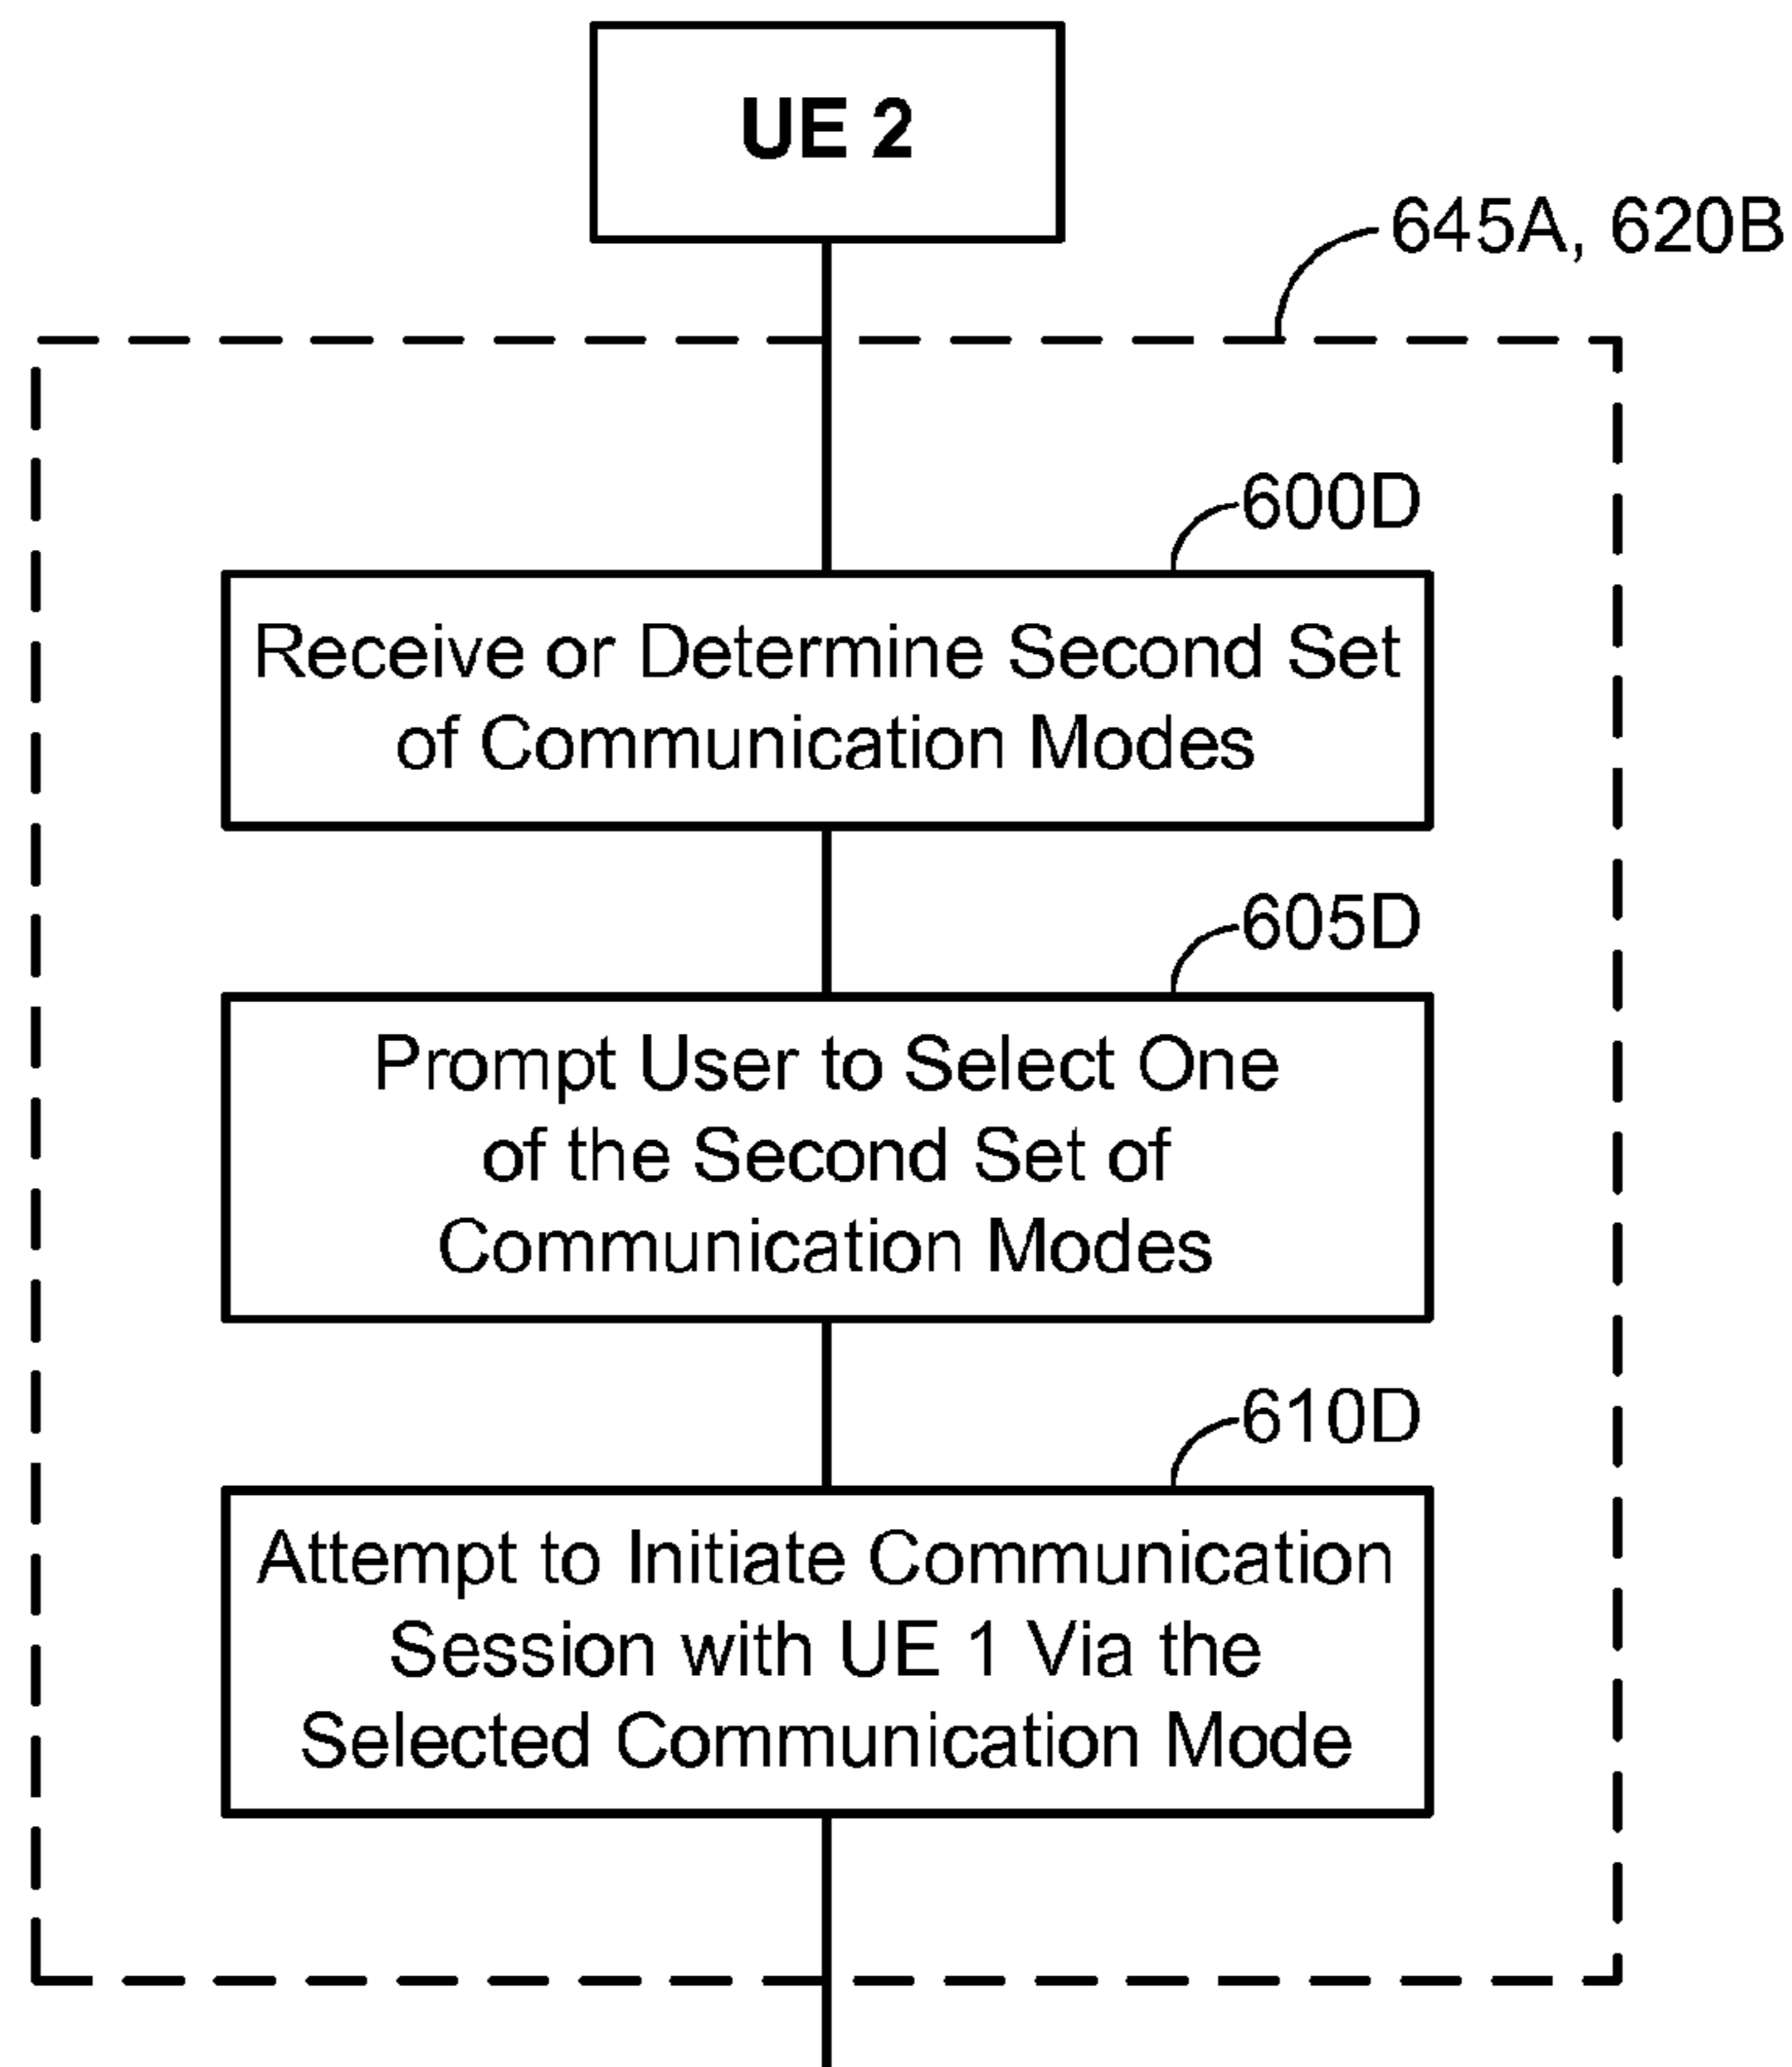 UE 2
645A, 620B
600D
Receive or Determine Second Set
of Communication Modes
605D
Prompt User to Select One
of the Second Set of
Communication Modes
610D
Attempt to Initiate Communication
Session with UE 1 Via the
Selected Communication Mode